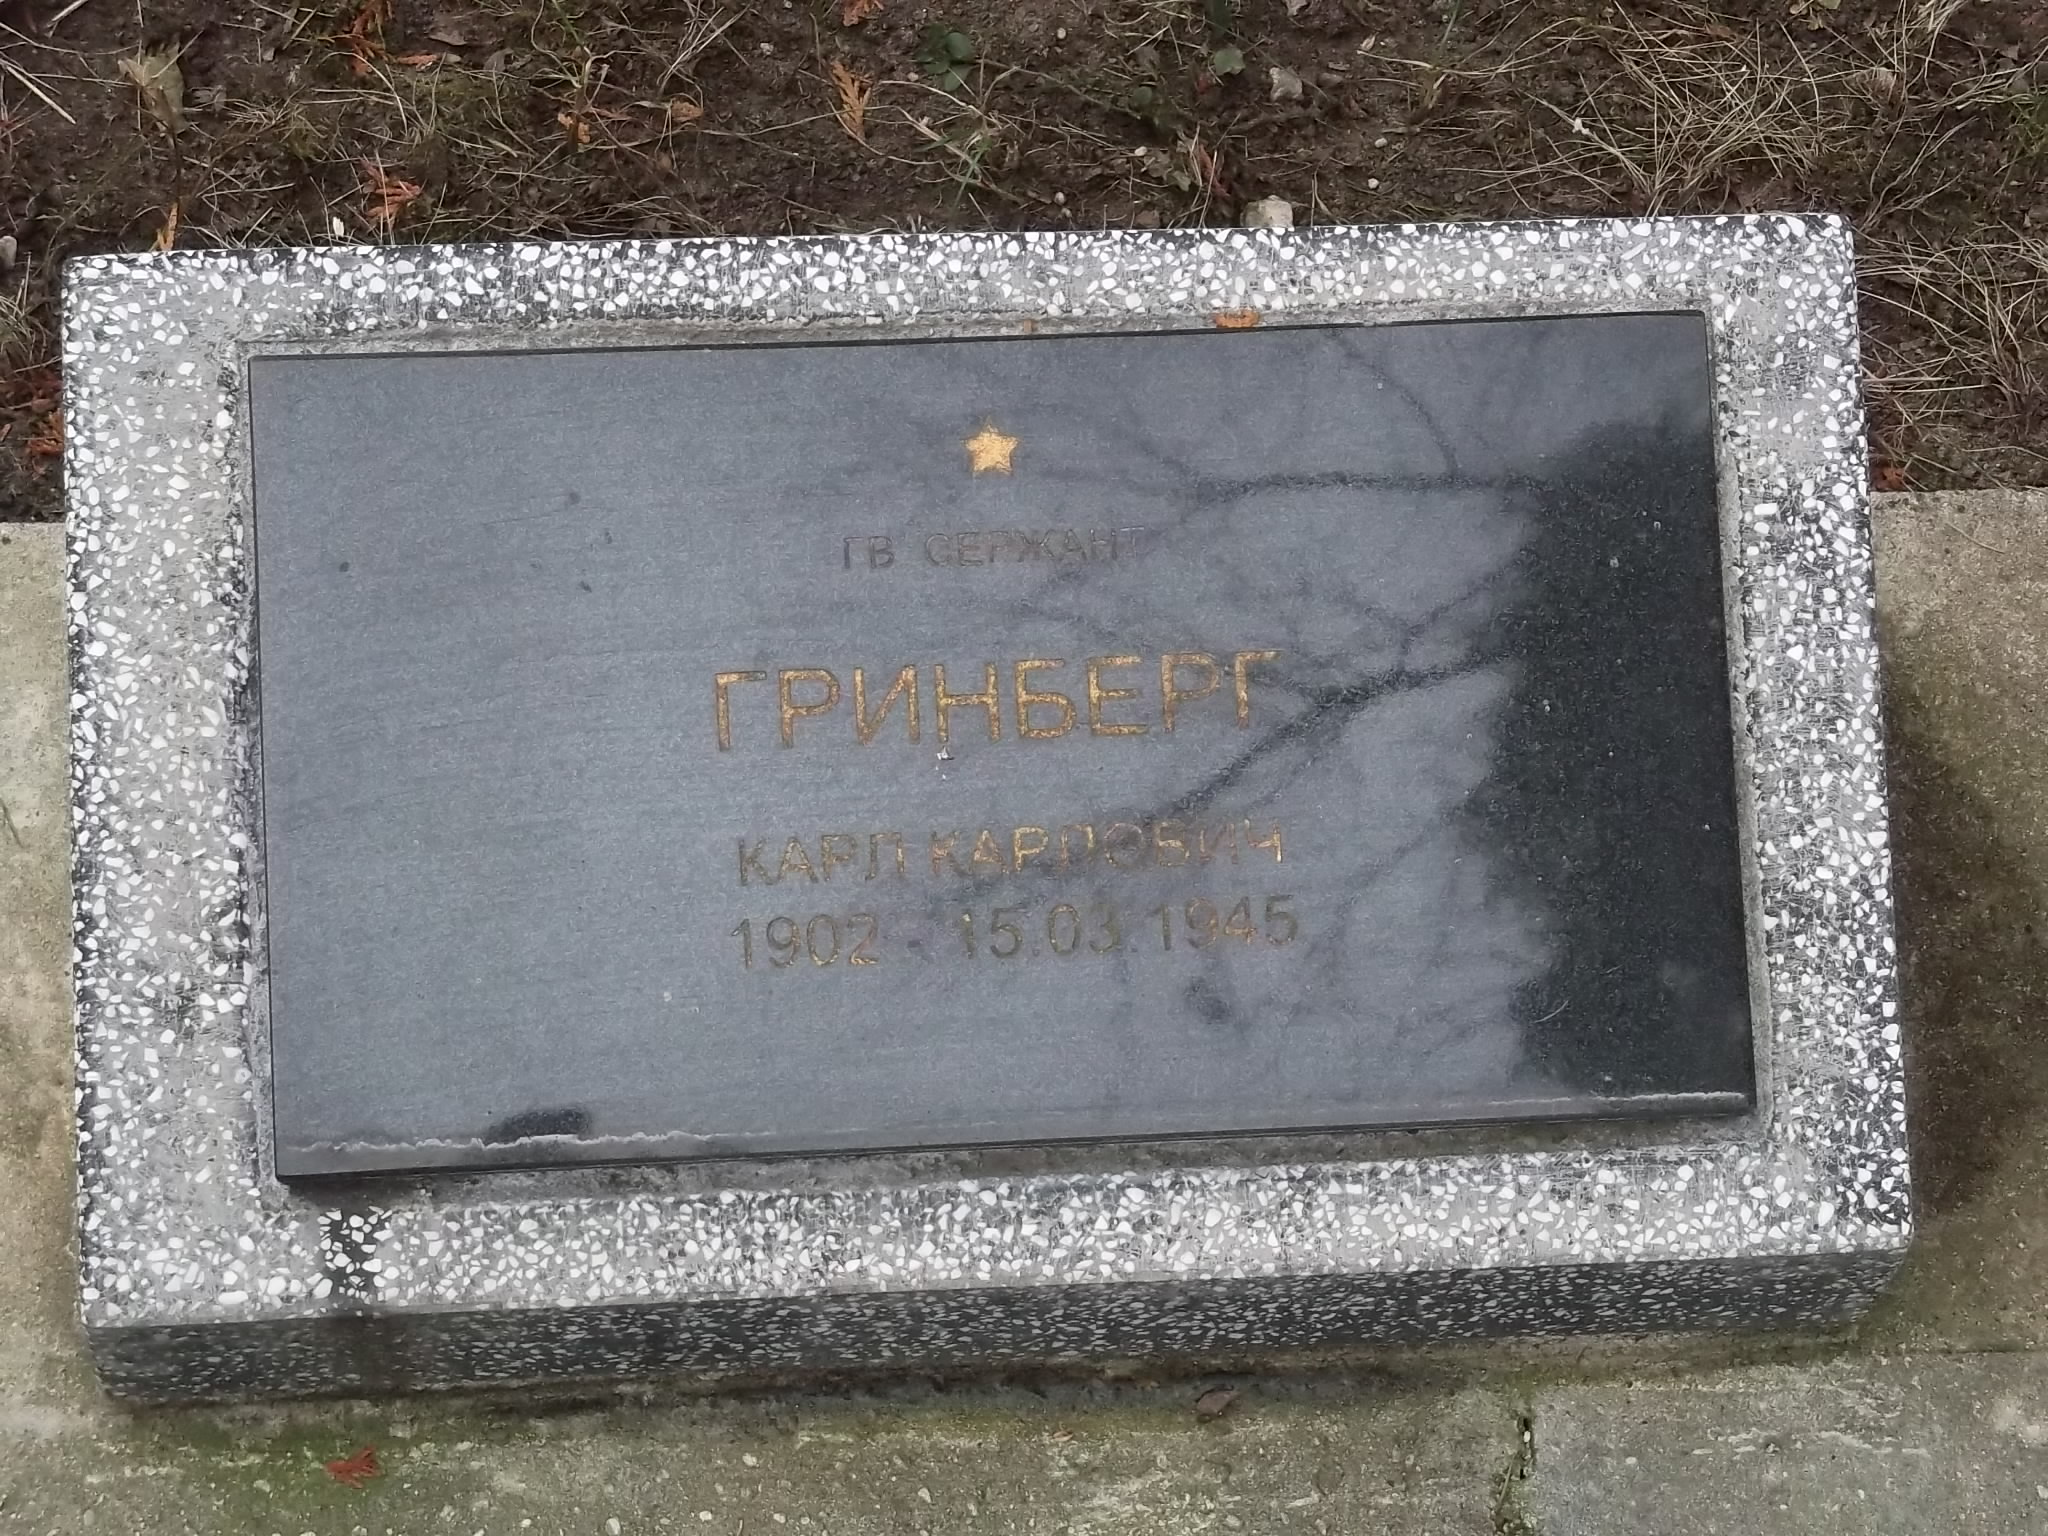 ГВ СЕРЖАНТ
ГРИНБЕРГ
КАРЛ КАРЛОВИЧ
1902 - 15.03.1945